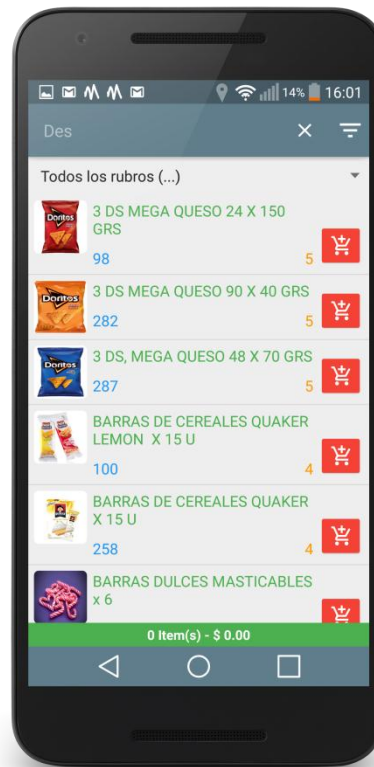 14% 16:01
Des
Todos los rubros (...)
Doritos
3 DS MEGA QUESO 24 X 150
GRS
98 5
Doritos
3 DS MEGA QUESO 90 X 40 GRS
282 5
Doritos
3 DS, MEGA QUESO 48 X 70 GRS
287 5
BARRAS DE CEREALES QUAKER
LEMON X 15 U
100 4
BARRAS DE CEREALES QUAKER
X 15 U
258 4
BARRAS DULCES MASTICABLES
x 6
0 Item(s) - $ 0.00